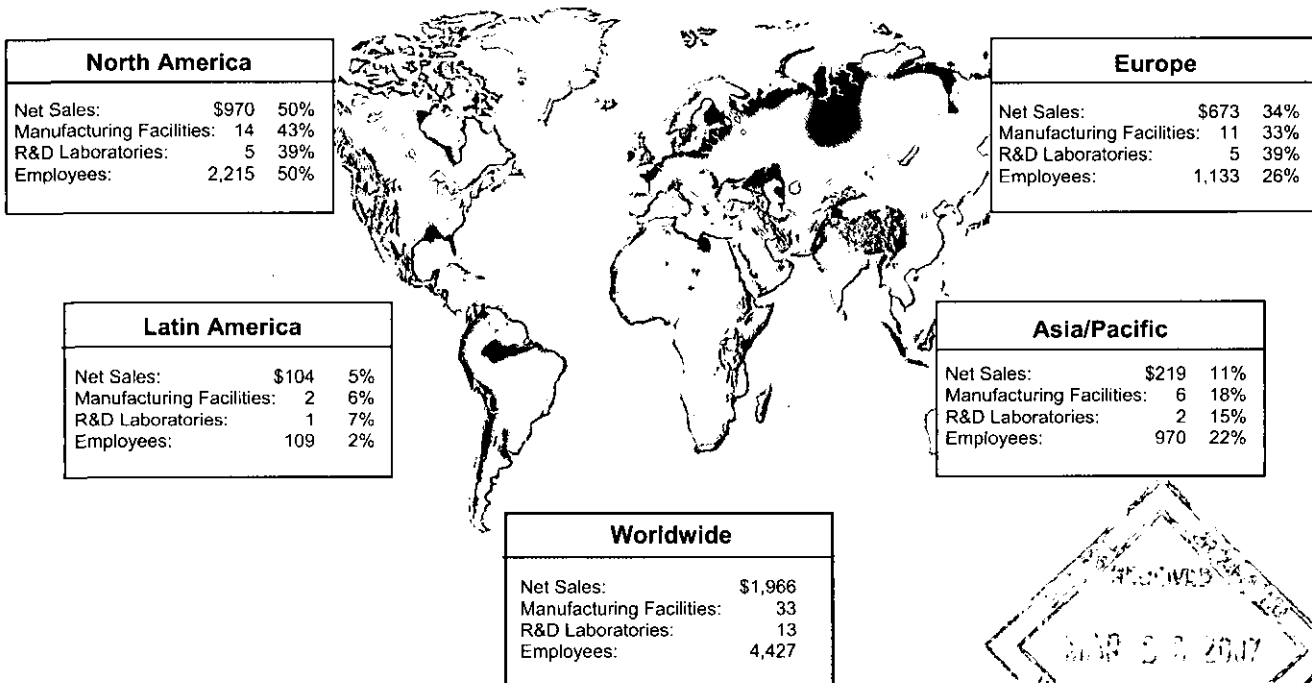 North America
Net Sales: $970 50%
Manufacturing Facilities: 14 43%
R&D Laboratories: 5 39%
Employees: 2,215 50%
Europe
Net Sales: $673 34%
Manufacturing Facilities: 11 33%
R&D Laboratories: 5 39%
Employees: 1,133 26%
Latin America
Net Sales: $104 5%
Manufacturing Facilities: 2 6%
R&D Laboratories: 1 7%
Employees: 109 2%
Asia/Pacific
Net Sales: $219 11%
Manufacturing Facilities: 6 18%
R&D Laboratories: 2 15%
Employees: 970 22%
Worldwide
Net Sales: $1,966
Manufacturing Facilities: 33
R&D Laboratories: 13
Employees: 4,427
MAR 2007